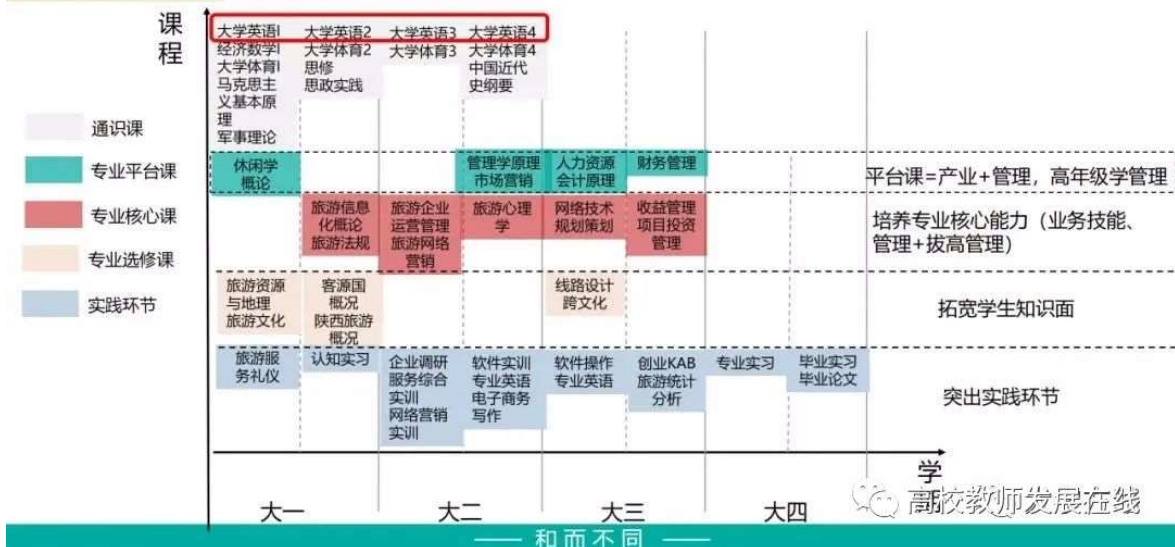 课程
大学英语I
经济数学I
大学体育I
马克思主
义基本原
理
军事理论
大学英语2
大学体育2
思修
思政实践
大学英语3
大学体育3
大学英语4
大学体育4
中国近代
史纲要
通识课
专业平台课
专业核心课
专业选修课
实践环节
休闲学
概论
管理学原理
市场营销
人力资源
会计原理
财务管理
平台课=产业+管理，高年级学管理
旅游信息
化概论
旅游法规
旅游企业
运营管理
旅游网络
营销
旅游心理
学
网络技术
规划策划
收益管理
项目投资
管理
培养专业核心能力（业务技能、
管理+拔高管理）
旅游资源
与地理
旅游文化
客源国
概况
陕西旅游
概况
线路设计
跨文化
拓宽学生知识面
旅游服
务礼仪
认知实习
企业调研
服务综合
实训
网络营销
实训
软件实训
专业英语
电子商务
写作
软件操作
专业英语
创业KAB
旅游统计
分析
专业实习
毕业实习
毕业论文
突出实践环节
学期
大一
大二
大三
大四
高校教师发展在线
和而不同